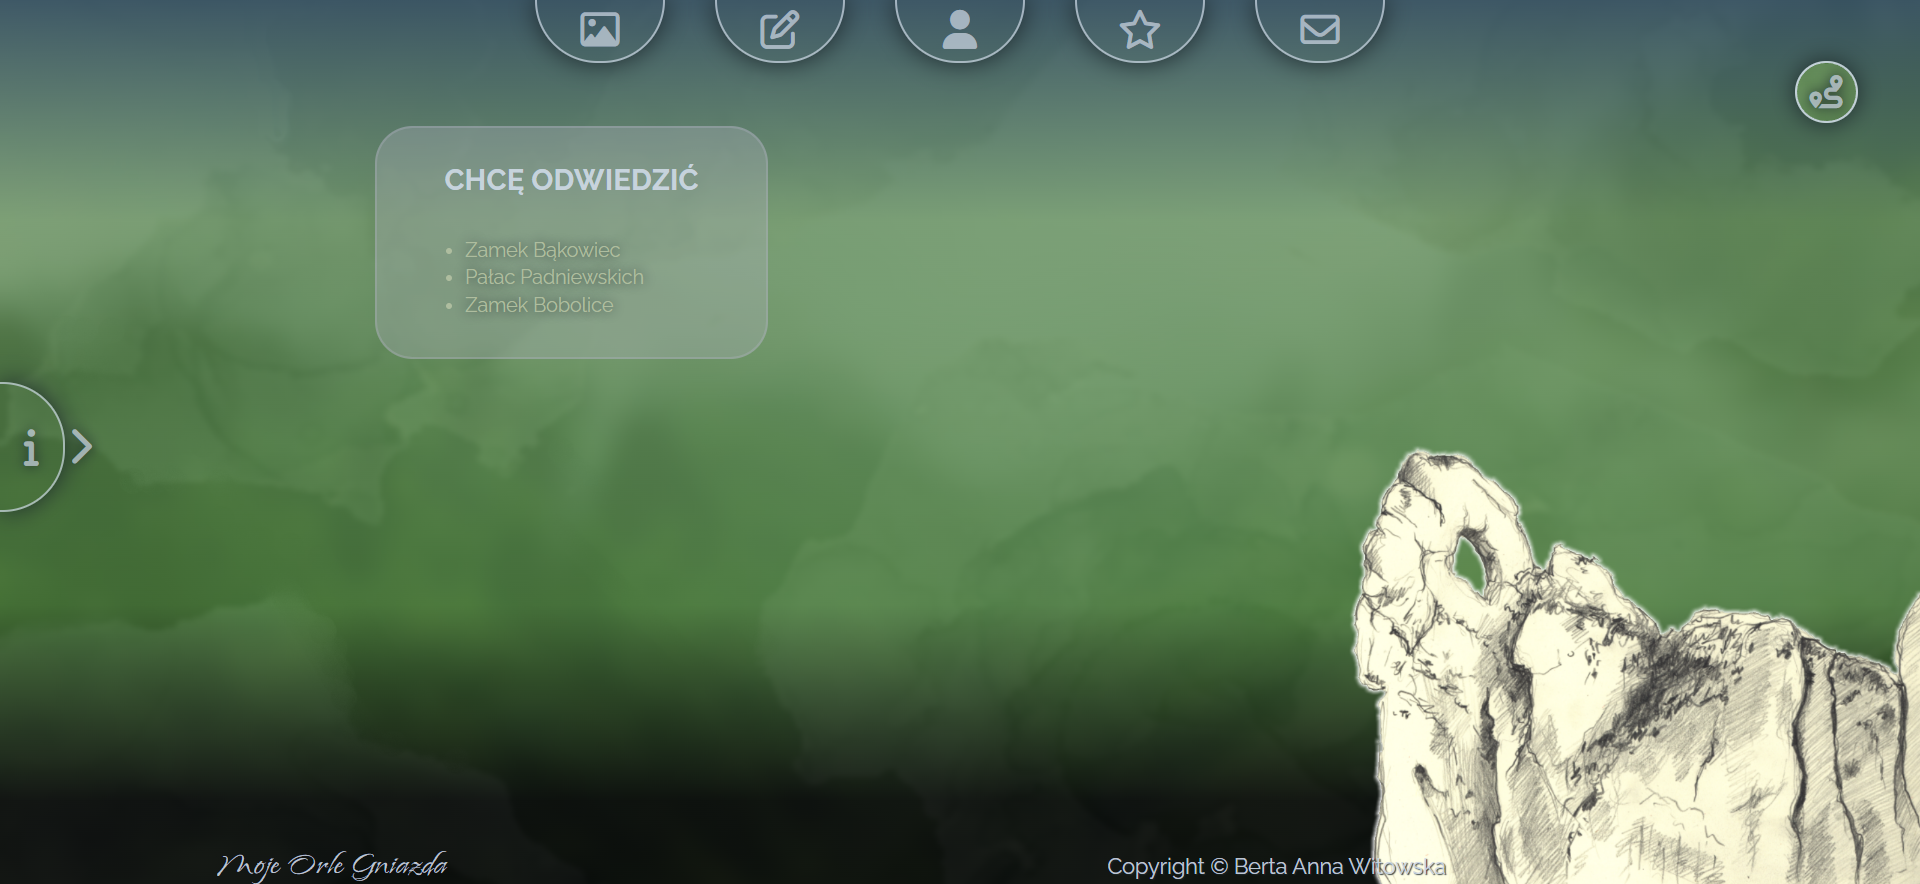 CHCĘ ODWIEDZIĆ
Zamek Bąkowiec
Pałac Padniewskich
Zamek Bobolice
Moje Orle Gniazda
Copyright © Berta Anna Witowska